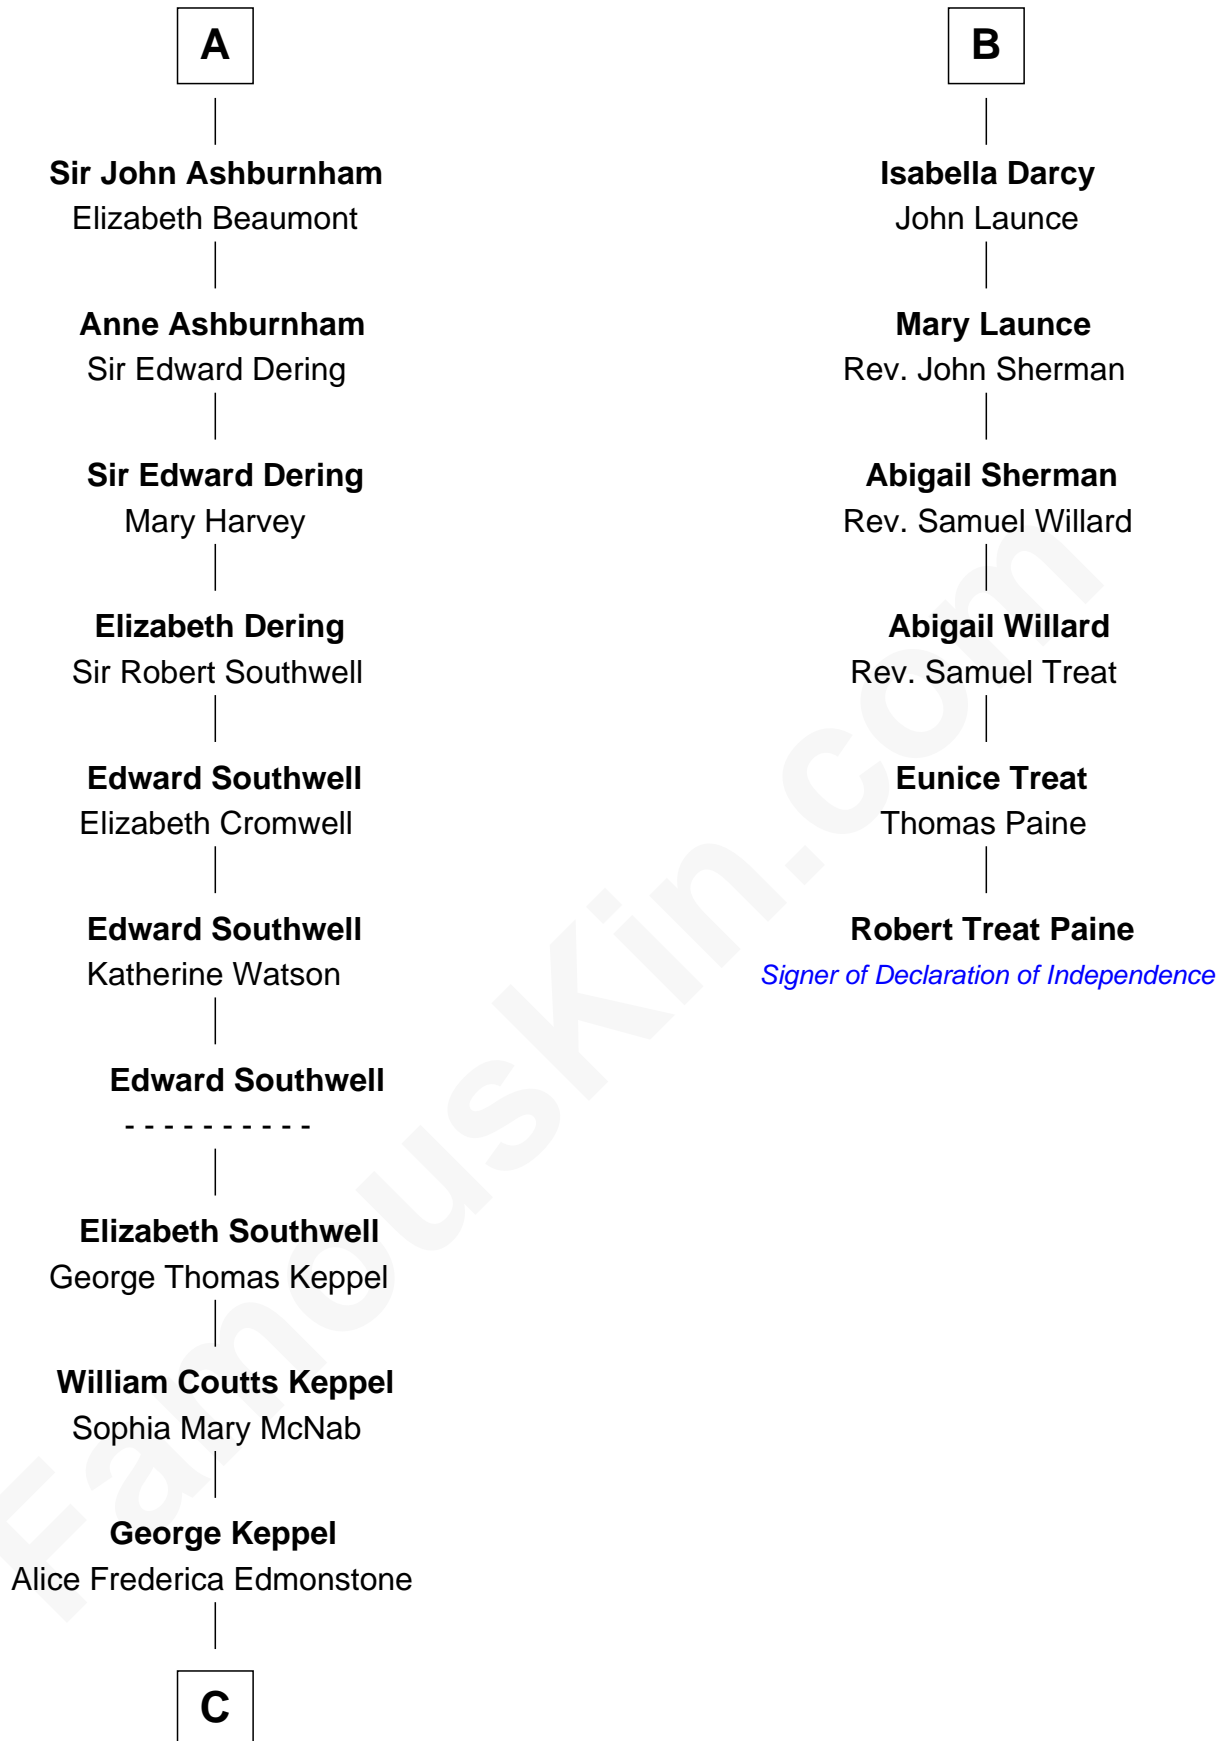 A
Sir John Ashburnham
Elizabeth Beaumont
Anne Ashburnham
Sir Edward Dering
Sir Edward Dering
Mary Harvey
Elizabeth Dering
Sir Robert Southwell
Edward Southwell
Elizabeth Cromwell
Edward Southwell
Katherine Watson
Edward Southwell
- - - - - - - - - -
Elizabeth Southwell
George Thomas Keppel
William Coutts Keppel
Sophia Mary McNab
George Keppel
Alice Frederica Edmonstone
C
B
Isabella Darcy
John Launce
Mary Launce
Rev. John Sherman
Abigail Sherman
Rev. Samuel Willard
Abigail Willard
Rev. Samuel Treat
Eunice Treat
Thomas Paine
Robert Treat Paine
Signer of Declaration of Independence
FamousKin.com